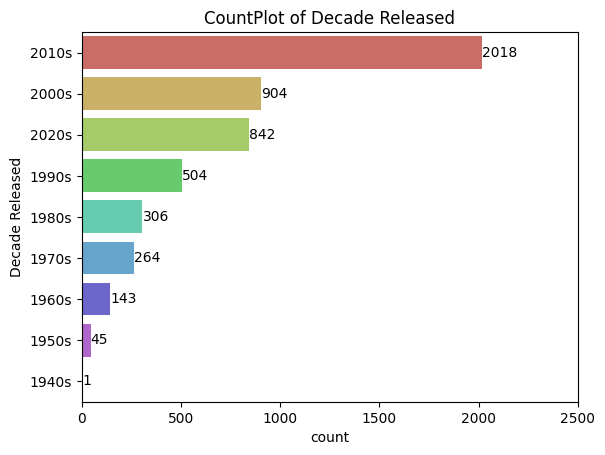 CountPlot of Decade Released
Decade Released
2010s 2018
2000s 904
2020s 842
1990s 504
1980s 306
1970s 264
1960s 143
1950s 45
1940s 1
0 500 1000 1500 2000 2500
count